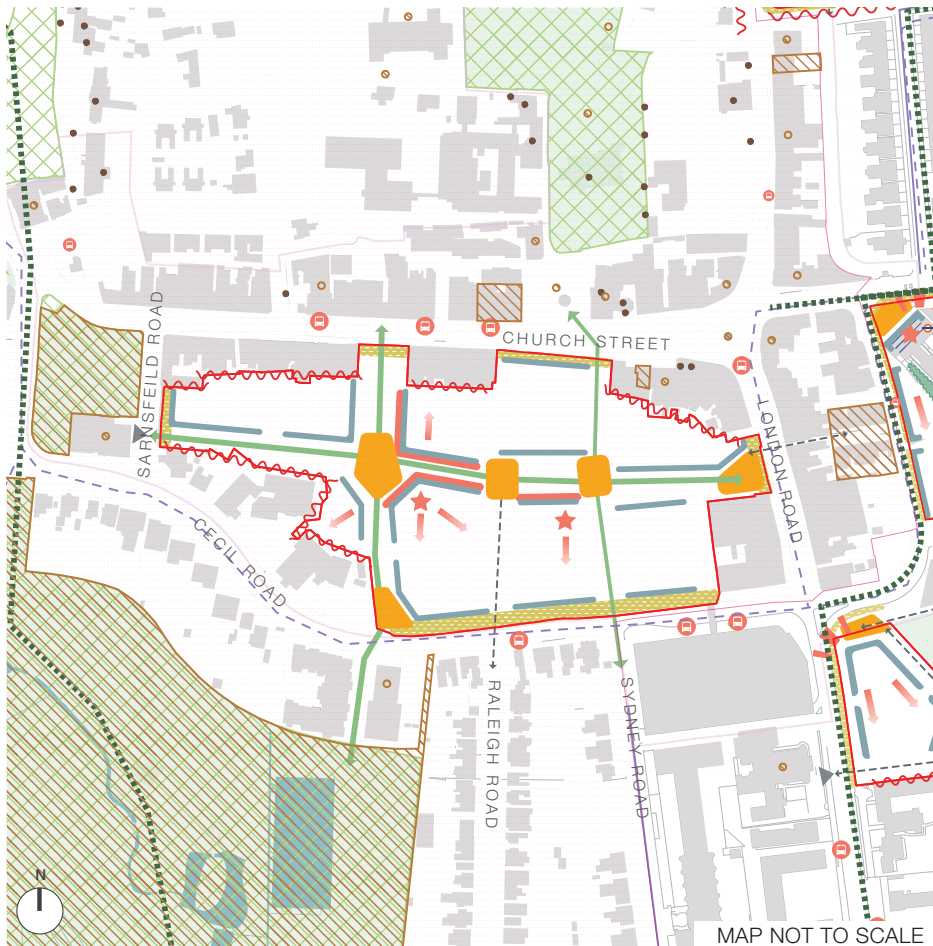 CHURCH STREET
SARNSFEILD ROAD
LONDON ROAD
CECIL ROAD
RALEIGH ROAD
SYDNEY ROAD
N
MAP NOT TO SCALE